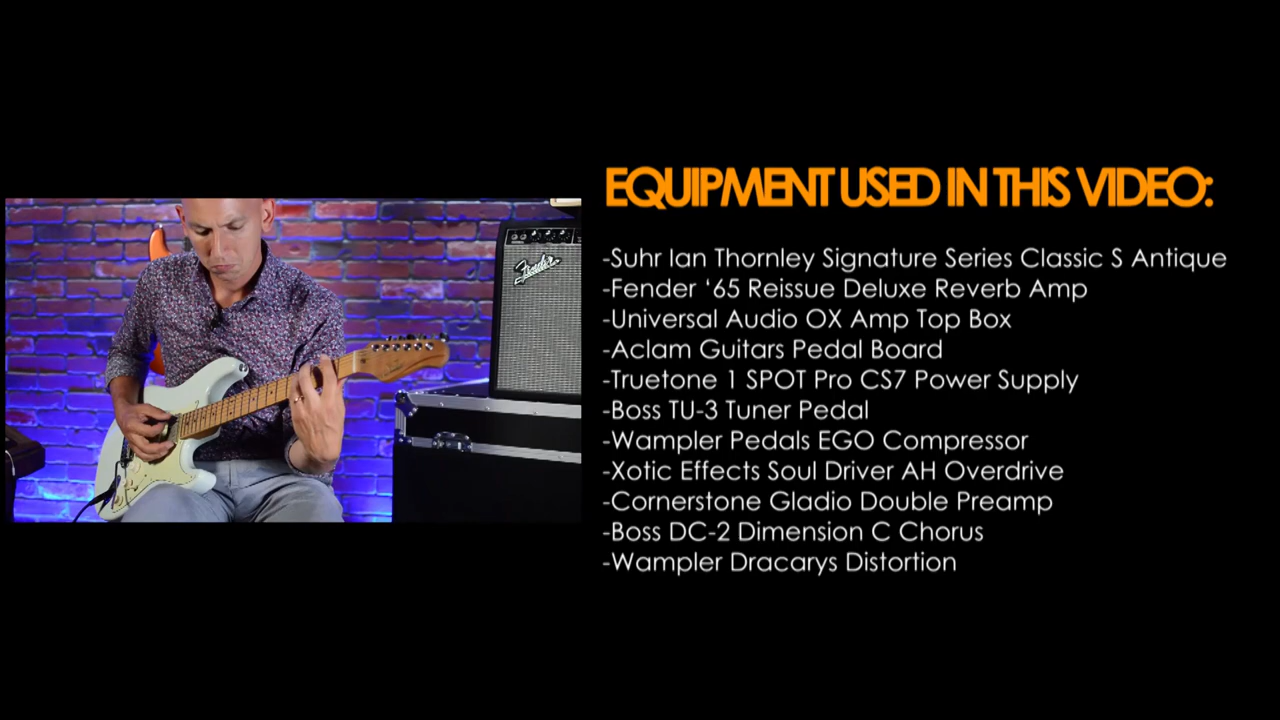 Fender
EQUIPMENT USED IN THIS VIDEO:
-Suhr Ian Thornley Signature Series Classic S Antique
-Fender ‘65 Reissue Deluxe Reverb Amp
-Universal Audio OX Amp Top Box
-Aclam Guitars Pedal Board
-Truetone 1 SPOT Pro CS7 Power Supply
-Boss TU-3 Tuner Pedal
-Wampler Pedals EGO Compressor
-Xotic Effects Soul Driver AH Overdrive
-Cornerstone Gladio Double Preamp
-Boss DC-2 Dimension C Chorus
-Wampler Dracarys Distortion